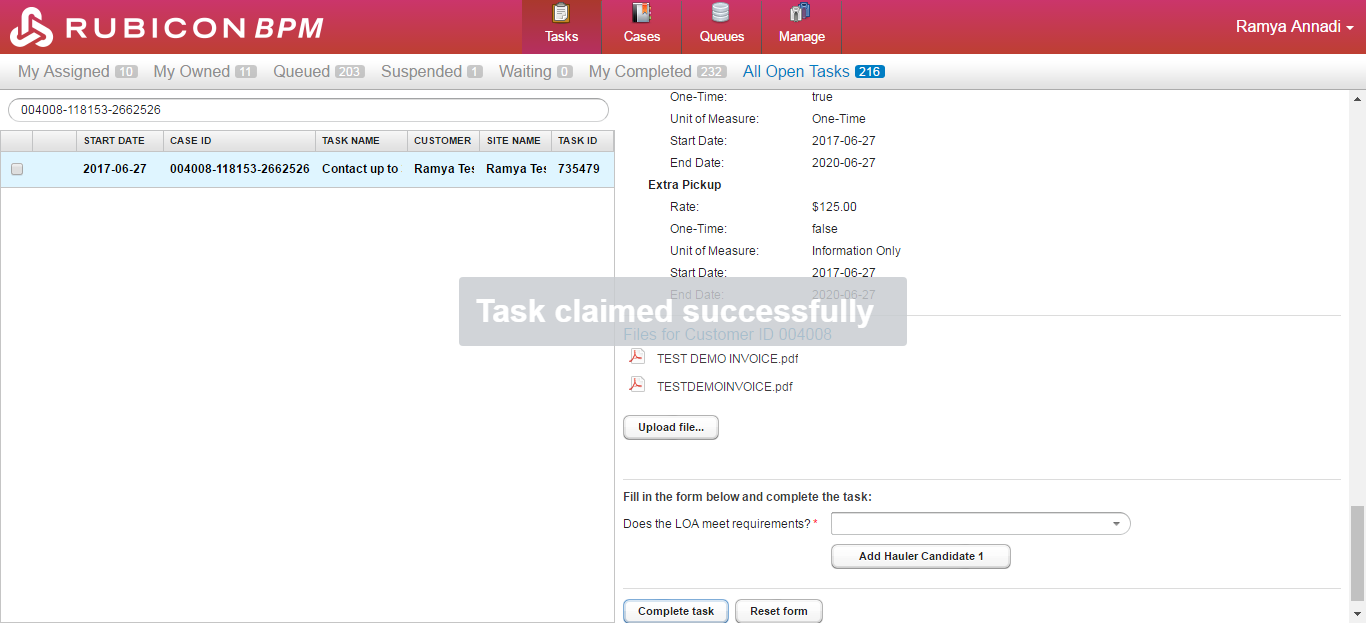 RUBICON BPM
Tasks Cases Queues Manage
Ramya Annadi
My Assigned 10 My Owned 11 Queued 203 Suspended 1 Waiting 0 My Completed 232 All Open Tasks 216
004008-118153-2662526
START DATE CASE ID TASK NAME CUSTOMER SITE NAME TASK ID
2017-06-27 004008-118153-2662526 Contact up to Ramya Tes Ramya Tes 735479
One-Time: true
Unit of Measure: One-Time
Start Date: 2017-06-27
End Date: 2020-06-27
Extra Pickup
Rate: $125.00
One-Time: false
Unit of Measure: Information Only
Start Date: 2017-06-27
End Date: 2020-06-27
Task claimed successfully
Files for Customer ID 004008
TEST DEMO INVOICE.pdf
TESTDEMOINVOICE.pdf
Upload file...
Fill in the form below and complete the task:
Does the LOA meet requirements? *
Add Hauler Candidate 1
Complete task Reset form